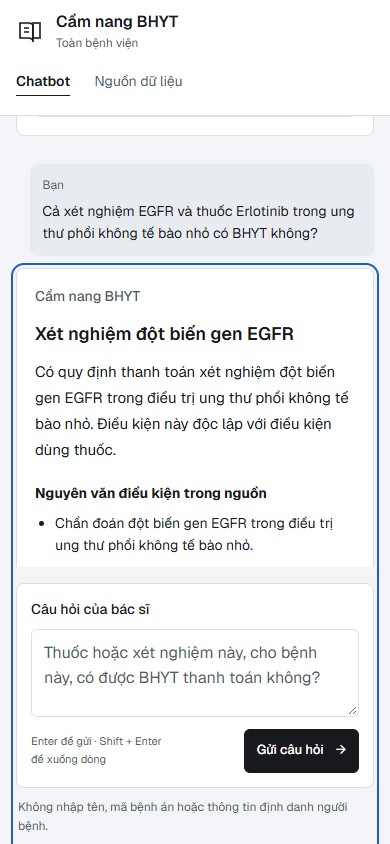 Cẩm nang BHYT
Toàn bệnh viện
Chatbot
Nguồn dữ liệu
Bạn
Cả xét nghiệm EGFR và thuốc Erlotinib trong ung
thư phổi không tế bào nhỏ có BHYT không?
Cẩm nang BHYT
Xét nghiệm đột biến gen EGFR
Có quy định thanh toán xét nghiệm đột biến
gen EGFR trong điều trị ung thư phổi không tế
bào nhỏ. Điều kiện này độc lập với điều kiện
dùng thuốc.
Nguyên văn điều kiện trong nguồn
• Chẩn đoán đột biến gen EGFR trong điều trị
ung thư phổi không tế bào nhỏ.
Câu hỏi của bác sĩ
Thuốc hoặc xét nghiệm này, cho bệnh
này, có được BHYT thanh toán không?
Enter để gửi · Shift + Enter
để xuống dòng
Gửi câu hỏi →
Không nhập tên, mã bệnh án hoặc thông tin định danh người
bệnh.